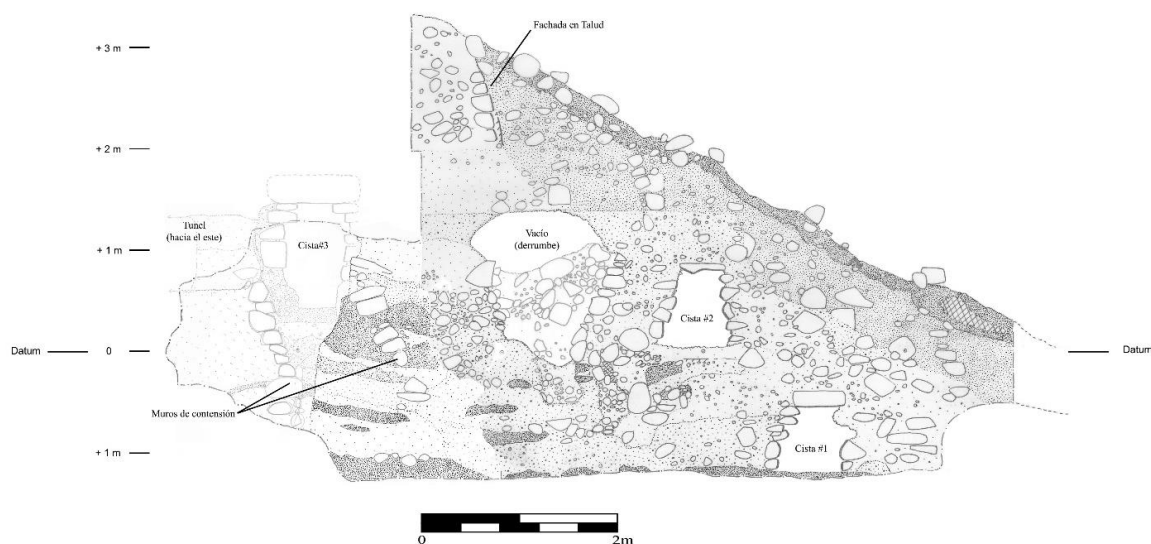 Fachada en Talud
+ 3 m
+ 2 m
Tunel
(hacia el este)
Cista#3
Vacío
(derrumbe)
+ 1 m
Cista #2
Datum
0
Datum
Muros de contensión
+ 1 m
Cista #1
0
2m